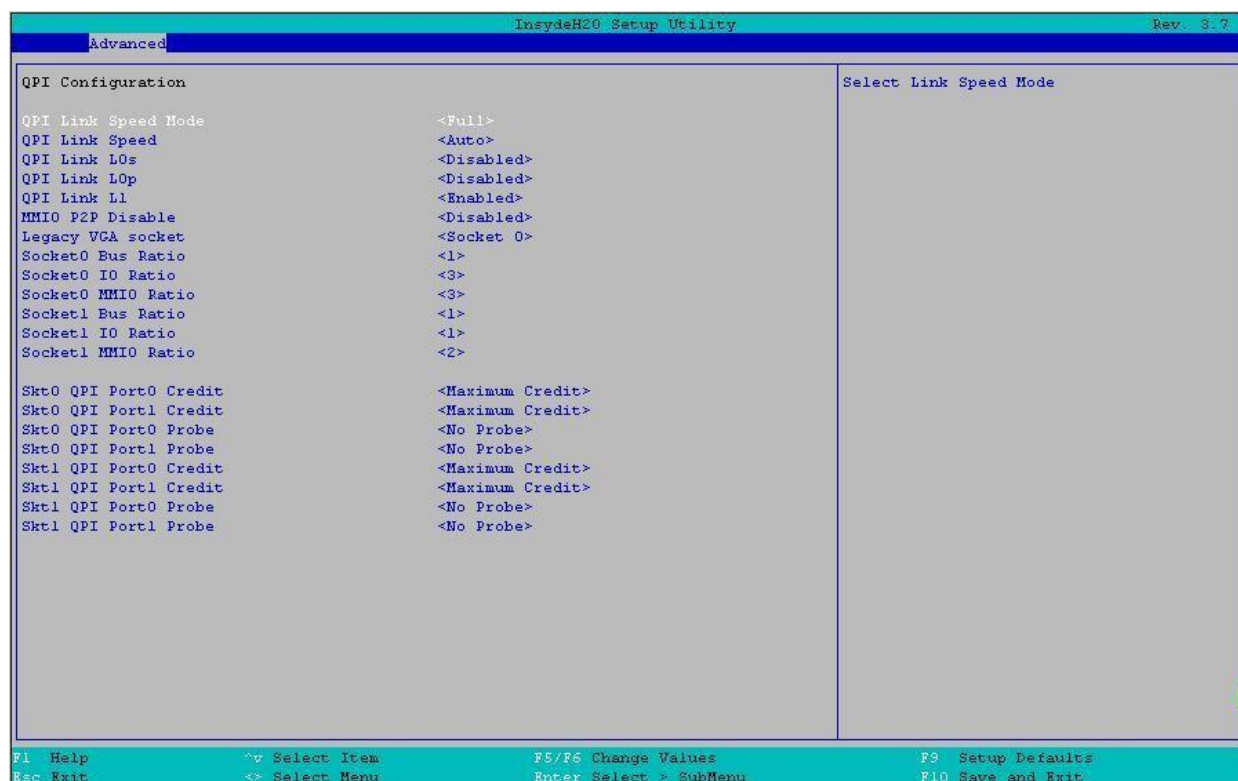 InsydeH20 Setup Utility Rev. 3.7
Advanced
QPI Configuration Select Link Speed Mode
QPI Link Speed Mode <Full>
QPI Link Speed <Auto>
QPI Link L0s <Disabled>
QPI Link L0p <Disabled>
QPI Link L1 <Enabled>
MMIO P2P Disable <Disabled>
Legacy VGA socket <Socket 0>
Socket0 Bus Ratio <1>
Socket0 IO Ratio <3>
Socket0 MMIO Ratio <3>
Socket1 Bus Ratio <1>
Socket1 IO Ratio <1>
Socket1 MMIO Ratio <2>
Skt0 QPI Port0 Credit <Maximum Credit>
Skt0 QPI Port1 Credit <Maximum Credit>
Skt0 QPI Port0 Probe <No Probe>
Skt0 QPI Port1 Probe <No Probe>
Skt1 QPI Port0 Credit <Maximum Credit>
Skt1 QPI Port1 Credit <Maximum Credit>
Skt1 QPI Port0 Probe <No Probe>
Skt1 QPI Port1 Probe <No Probe>
F1 Help ^v Select Item F5/F6 Change Values F9 Setup Defaults
Esc Exit <> Select Menu Enter Select > SubMenu F10 Save and Exit